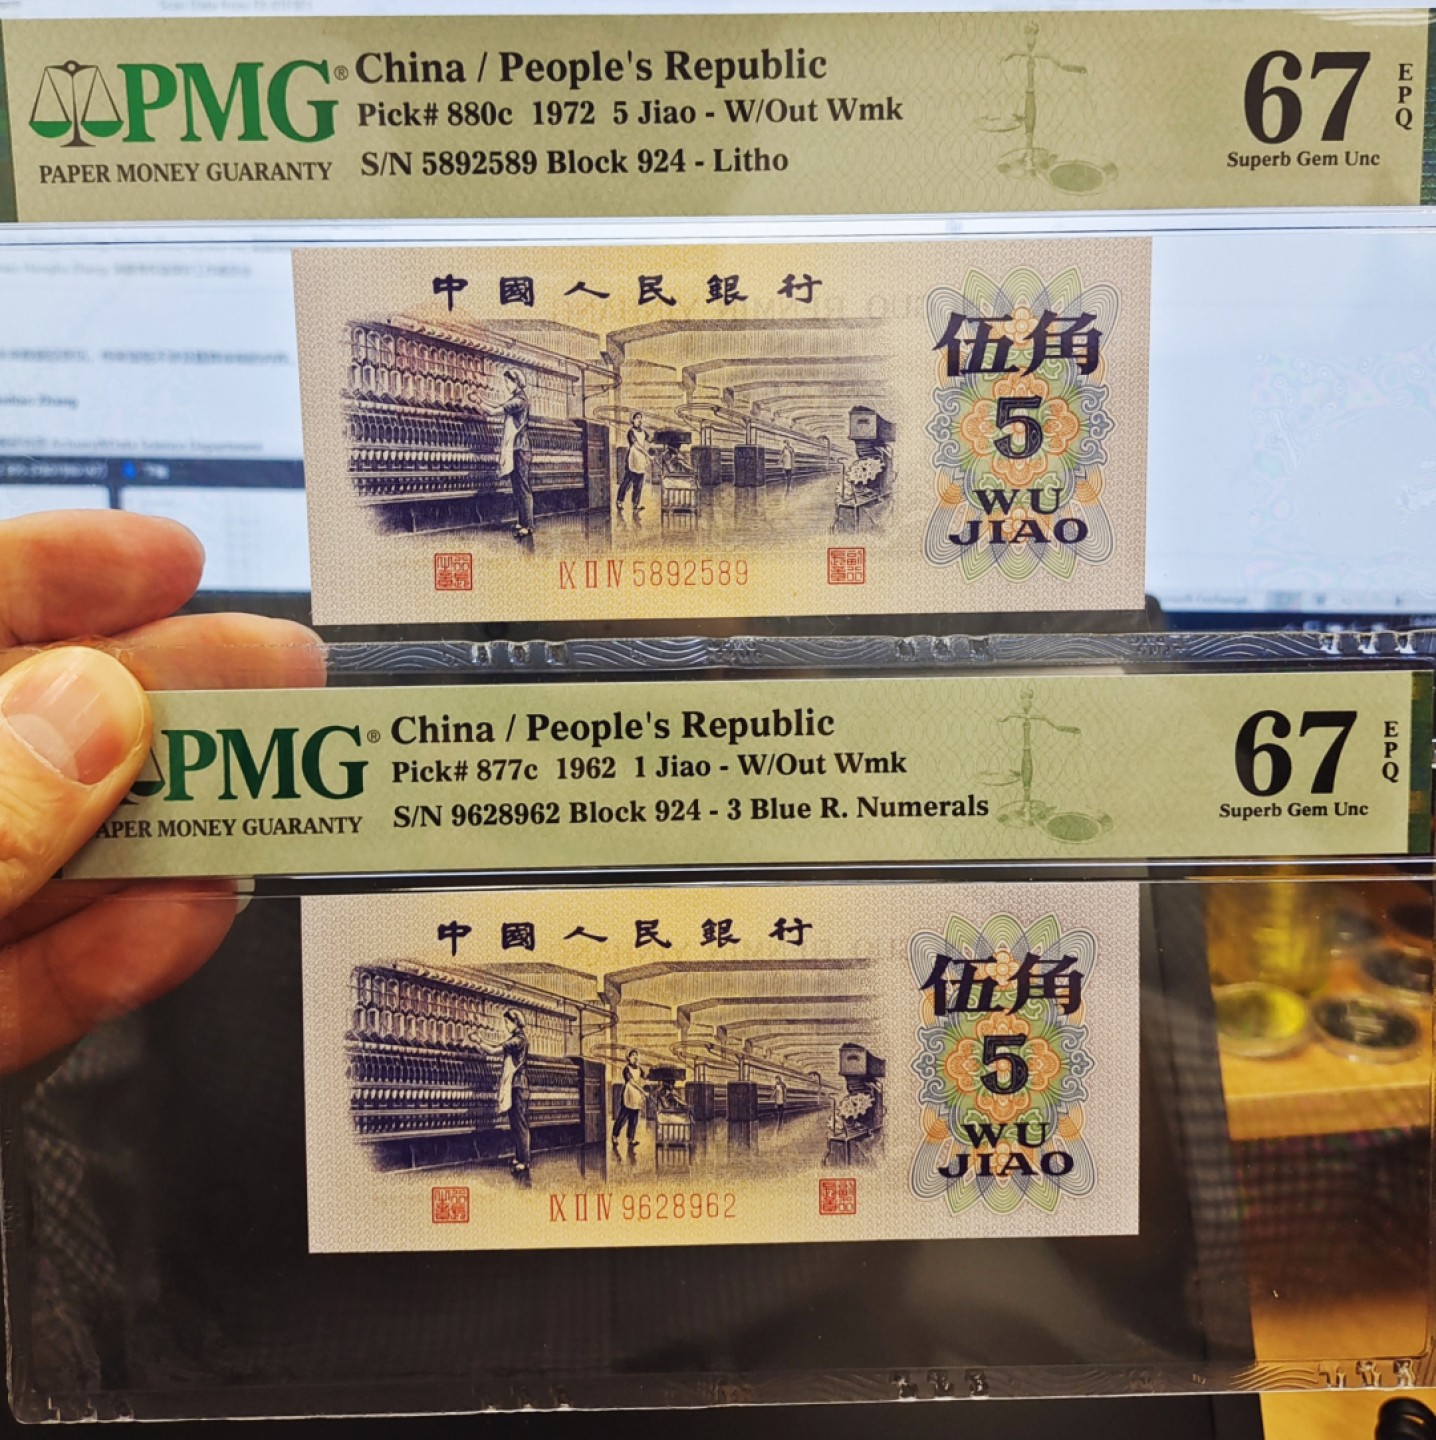 PMG®
PAPER MONEY GUARANTY
China / People's Republic
Pick# 880c 1972 5 Jiao - W/Out Wmk
S/N 5892589 Block 924 - Litho
67
EPQ
Superb Gem Unc
中國人民銀行
伍角
5
WU
JIAO
IX II IV 5892589
PMG®
APER MONEY GUARANTY
China / People's Republic
Pick# 877c 1962 1 Jiao - W/Out Wmk
S/N 9628962 Block 924 - 3 Blue R. Numerals
67
EPQ
Superb Gem Unc
中國人民銀行
伍角
5
WU
JIAO
IX II IV 9628962